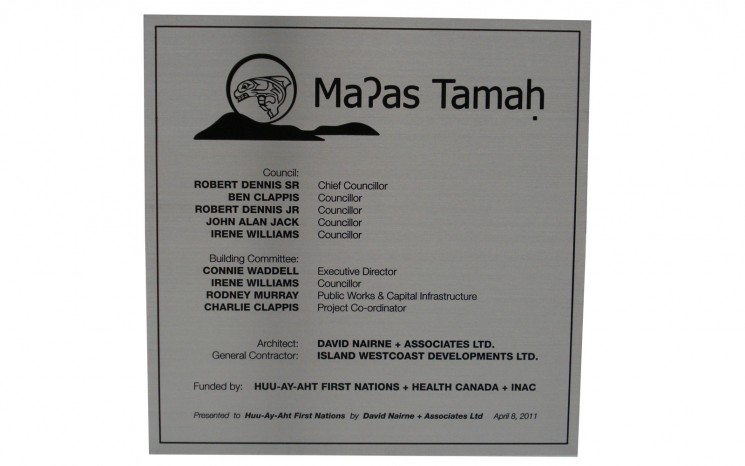 Maʔas Tamaḥ
Council:
ROBERT DENNIS SR Chief Councillor
BEN CLAPPIS Councillor
ROBERT DENNIS JR Councillor
JOHN ALAN JACK Councillor
IRENE WILLIAMS Councillor
Building Committee:
CONNIE WADDELL Executive Director
IRENE WILLIAMS Councillor
RODNEY MURRAY Public Works & Capital Infrastructure
CHARLIE CLAPPIS Project Co-ordinator
Architect: DAVID NAIRNE + ASSOCIATES LTD.
General Contractor: ISLAND WESTCOAST DEVELOPMENTS LTD.
Funded by: HUU-AY-AHT FIRST NATIONS + HEALTH CANADA + INAC
Presented to Huu-Ay-Aht First Nations by David Nairne + Associates Ltd April 8, 2011